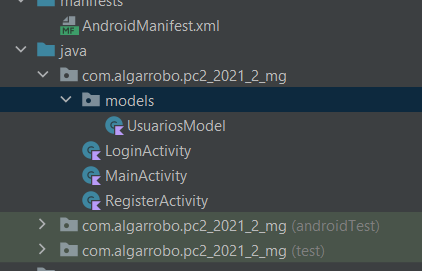 manifests
AndroidManifest.xml
java
com.algarrobo.pc2_2021_2_mg
models
UsuariosModel
LoginActivity
MainActivity
RegisterActivity
com.algarrobo.pc2_2021_2_mg (androidTest)
com.algarrobo.pc2_2021_2_mg (test)